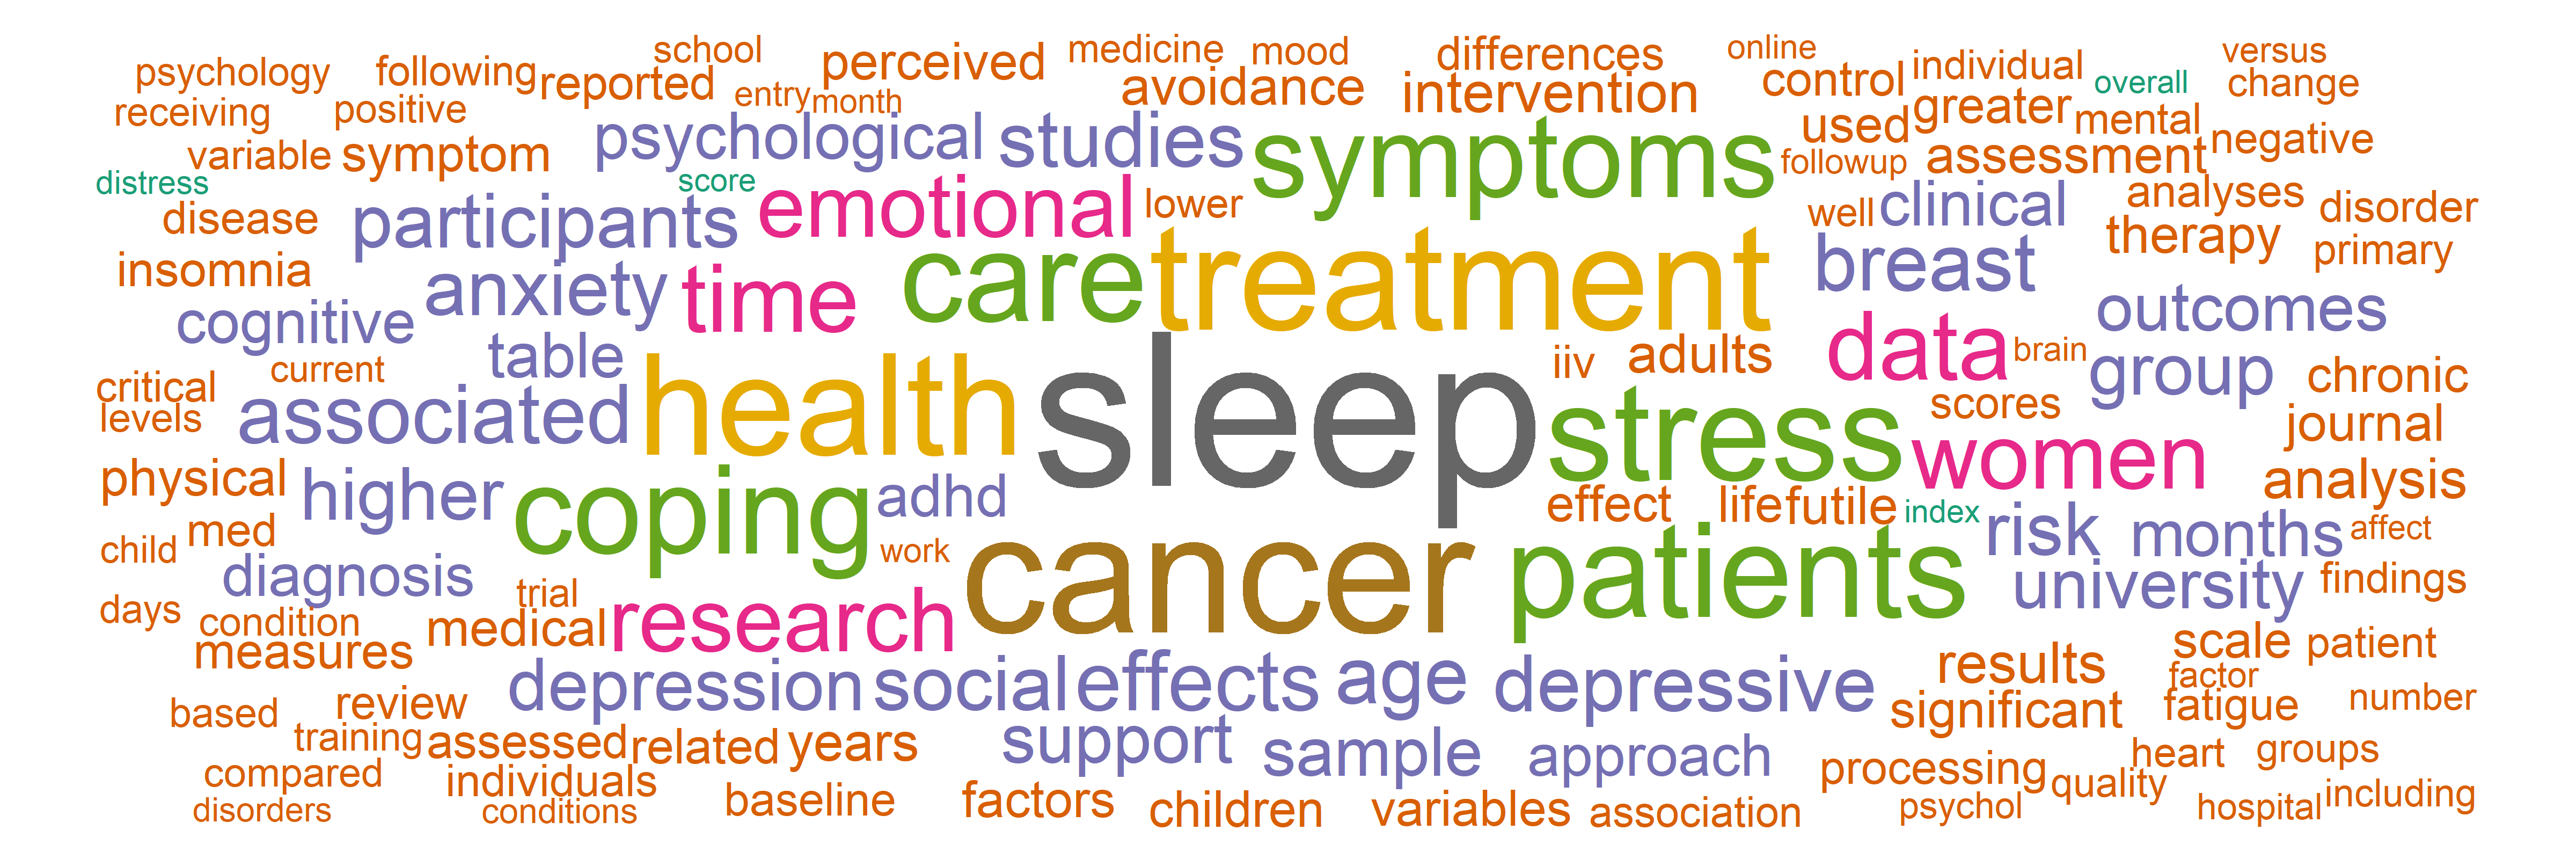 school
perceived
medicine
mood
differences
online
versus
psychology
following
reported
avoidance
intervention
control
individual
overall
change
receiving
positive
entry
month
psychological
studies
symptoms
used
greater
mental
negative
variable
symptom
followup
assessment
distress
score
emotional
lower
well
clinical
analyses
disorder
disease
participants
care
treatment
breast
therapy
primary
insomnia
anxiety
time
outcomes
cognitive
table
sleep
iiv
adults
data
brain
group
chronic
critical
current
levels
associated
health
stress
scores
journal
women
physical
higher
coping
adhd
effect
life
futile
index
analysis
child
med
work
cancer
patients
risk
months
affect
diagnosis
trial
research
university
findings
days
condition
medical
measures
depression
social
effects
age
depressive
results
scale
patient
factor
based
review
significant
fatigue
number
training
assessed
related
years
support
sample
approach
heart
groups
compared
individuals
processing
quality
disorders
conditions
baseline
factors
children
variables
association
psychol
hospital
including